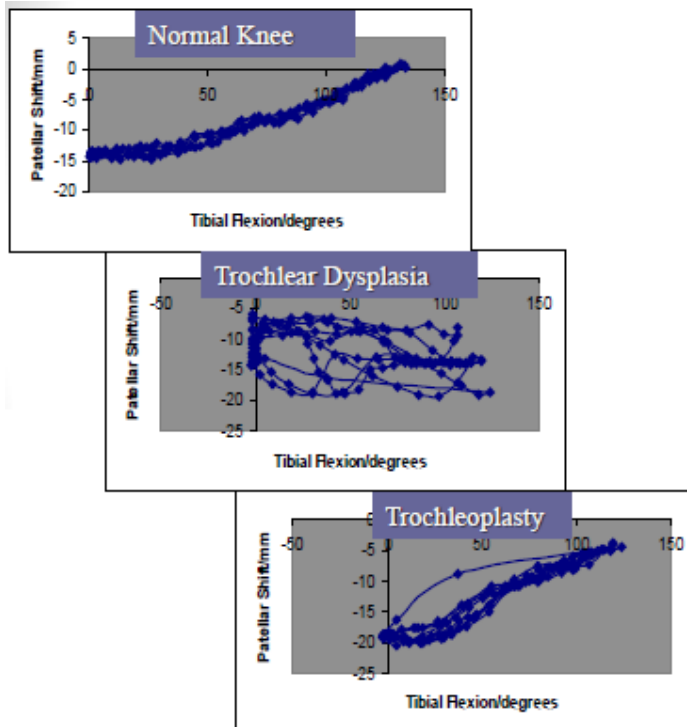 Normal Knee
5
0
-5
-10
-15
-20
0 50 100 150
Patellar Shift/mm
Tibial Flexion/degrees
Trochlear Dysplasia
-50 0 50 100 150
-5
-10
-15
-20
-25
Patellar Shift/mm
Tibial Flexion/degrees
Trochleoplasty
0
-50 0 50 100 150
-5
-10
-15
-20
-25
Patellar Shift/mm
Tibial Flexion/degrees